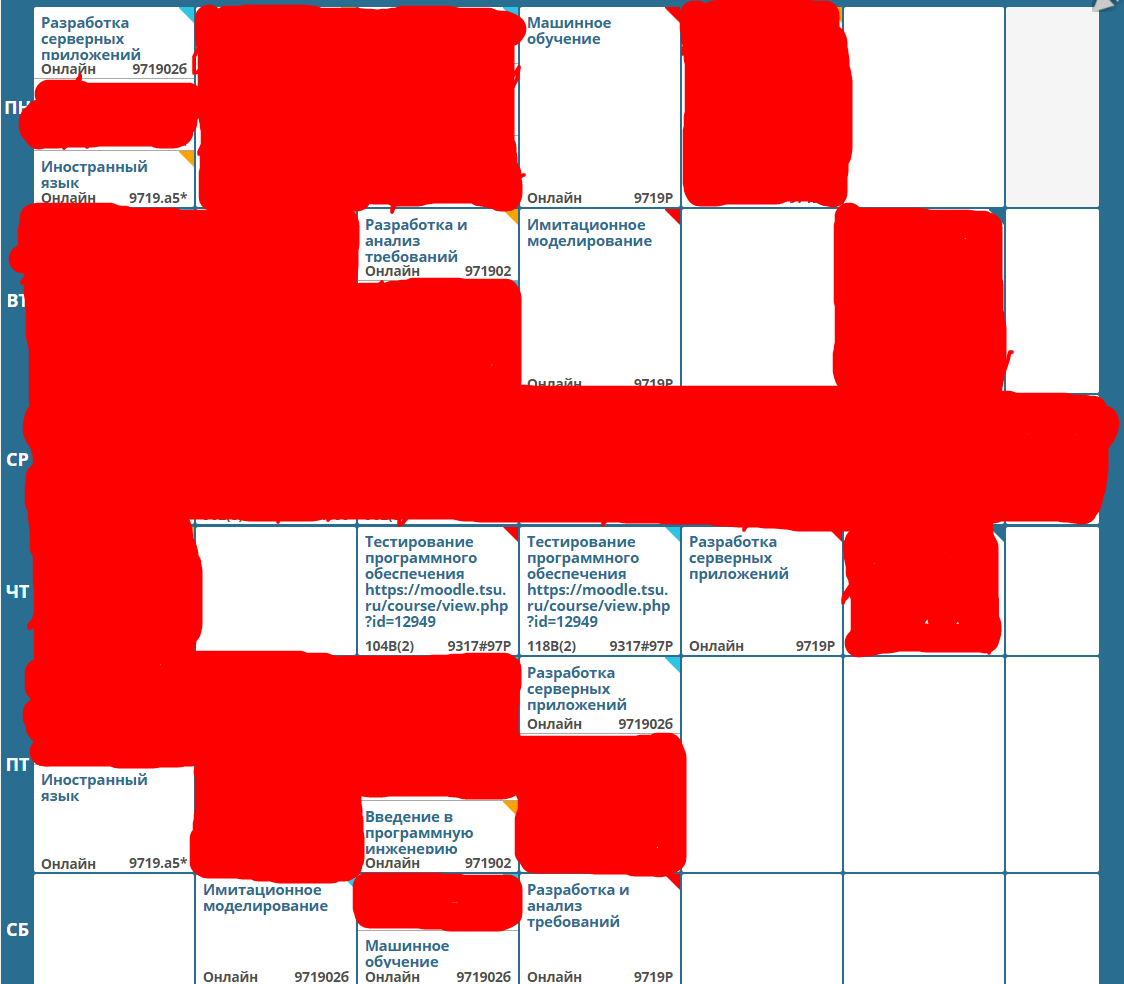 ПН
Разработка
серверных
приложений
Онлайн 971902б
Иностранный
язык
Онлайн 9719.а5*
Машинное
обучение
Онлайн 9719Р
ВТ
Разработка и
анализ
требований
Онлайн 971902
Имитационное
моделирование
Онлайн 9719Р
СР
ЧТ
Тестирование
программного
обеспечения
https://moodle.tsu.
ru/course/view.php
?id=12949
104В(2) 9317#97Р
Тестирование
программного
обеспечения
https://moodle.tsu.
ru/course/view.php
?id=12949
118В(2) 9317#97Р
Разработка
серверных
приложений
Онлайн 9719Р
ПТ
Иностранный
язык
Онлайн 9719.а5*
Введение в
программную
инженерию
Онлайн 971902
Разработка
серверных
приложений
Онлайн 971902б
СБ
Имитационное
моделирование
Онлайн 971902б
Машинное
обучение
Онлайн 971902б
Разработка и
анализ
требований
Онлайн 9719Р